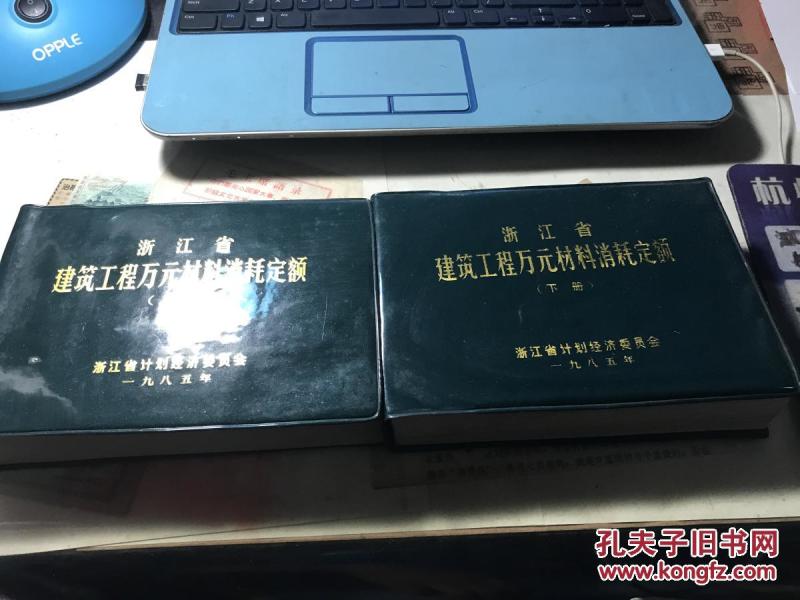 OPPLE
浙江省
建筑工程万元材料消耗定额
浙江省计划经济委员会
一九八五年
浙江省
建筑工程万元材料消耗定额
（下册）
浙江省计划经济委员会
一九八五年
杭
孔夫子旧书网
www.kongfz.com